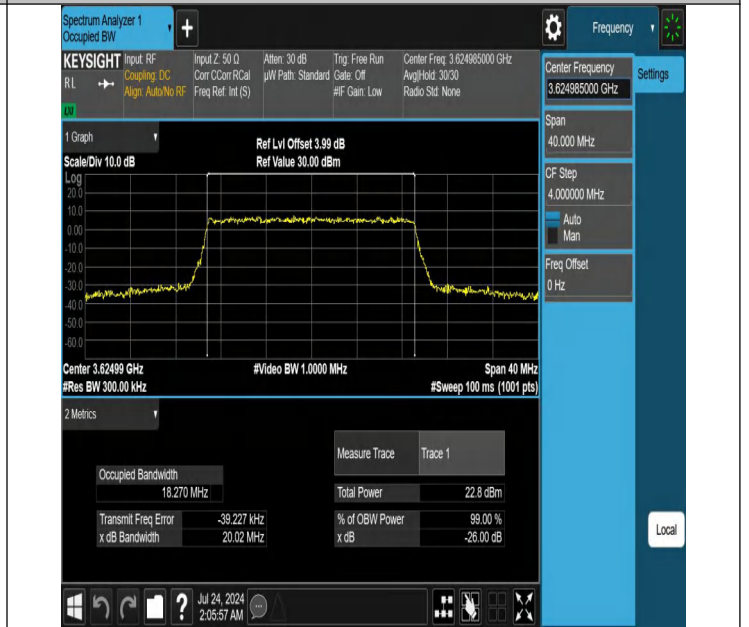 Spectrum Analyzer 1
Occupied BW
+
Frequency
KEYSIGHT
R L
Input: RF
Coupling: DC
Align: Auto/No RF
Input Z: 50 Ω
Corr CCorr RCal
Freq Ref: Int (S)
Atten: 30 dB
µW Path: Standard
Trig: Free Run
Gate: Off
#IF Gain: Low
Center Freq: 3.624985000 GHz
Avg|Hold: 30/30
Radio Std: None
Center Frequency
3.624985000 GHz
Settings
Span
40.000 MHz
CF Step
4.000000 MHz
Auto
Man
Freq Offset
0 Hz
Local
1 Graph
Scale/Div 10.0 dB
Ref Lvl Offset 3.99 dB
Ref Value 30.00 dBm
Log
20.0
10.0
0.00
-10.0
-20.0
-30.0
-40.0
-50.0
-60.0
Center 3.62499 GHz
#Video BW 1.0000 MHz
Span 40 MHz
#Res BW 300.00 kHz
#Sweep 100 ms (1001 pts)
2 Metrics
Measure Trace
Trace 1
Occupied Bandwidth
18.270 MHz
Total Power
22.8 dBm
Transmit Freq Error
-39.227 kHz
% of OBW Power
99.00 %
x dB Bandwidth
20.02 MHz
x dB
-26.00 dB
?
Jul 24, 2024
2:05:57 AM